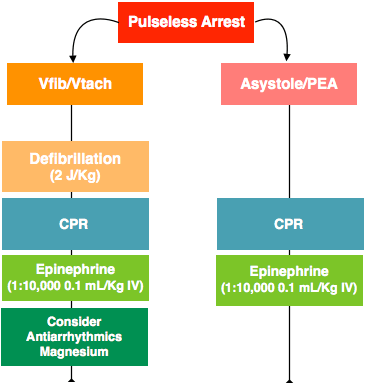 Pulseless Arrest
Vfib/Vtach
Asystole/PEA
Defibrillation
(2 J/Kg)
CPR
CPR
Epinephrine
(1:10,000 0.1 mL/Kg IV)
Epinephrine
(1:10,000 0.1 mL/Kg IV)
Consider
Antiarrhythmics
Magnesium